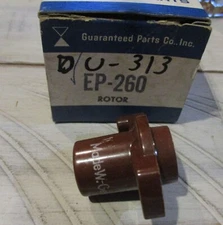 Guaranteed Parts Co., Inc.
D/U-313
EP-260
ROTOR